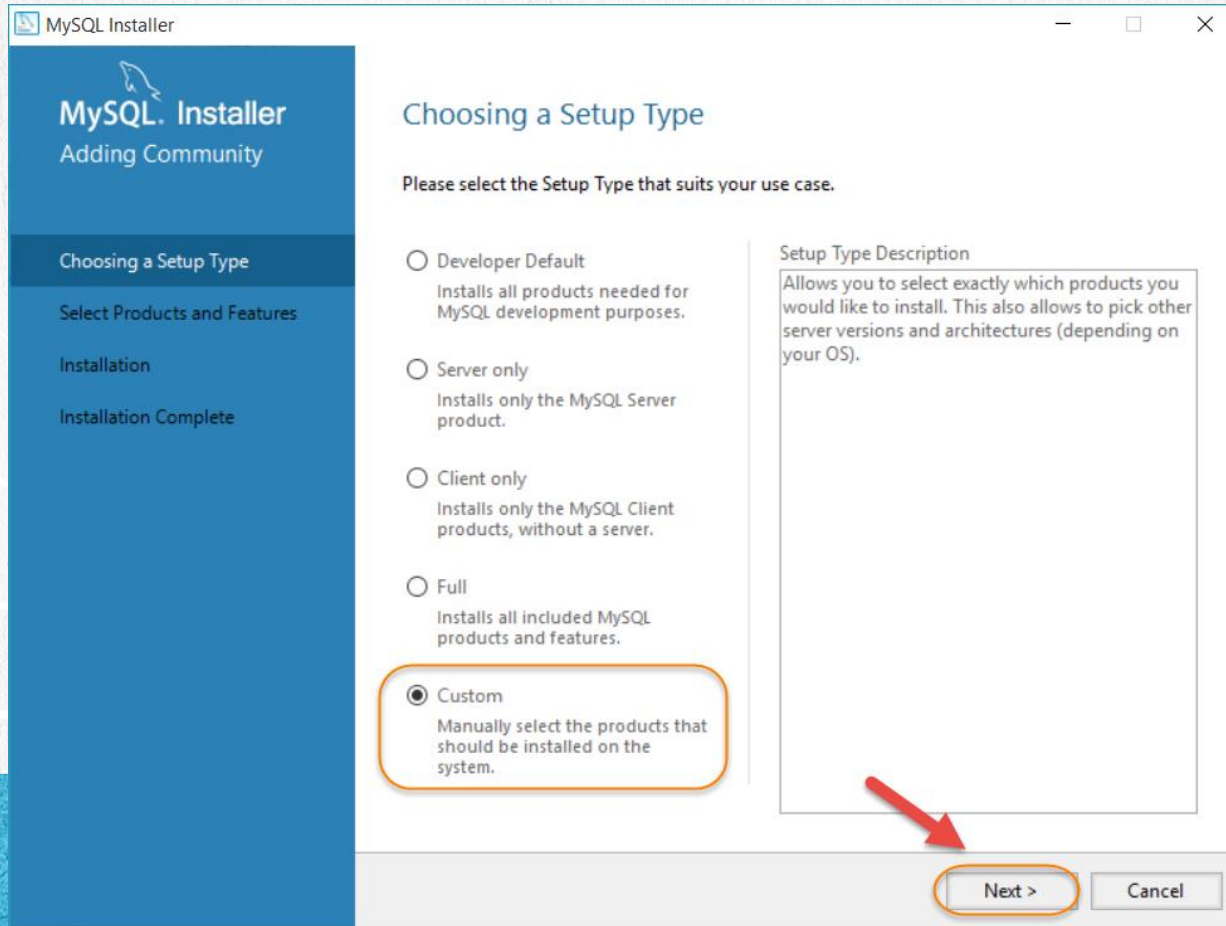 MySQL Installer
MySQL. Installer
Adding Community
Choosing a Setup Type
Select Products and Features
Installation
Installation Complete
Choosing a Setup Type
Please select the Setup Type that suits your use case.
Developer Default
Installs all products needed for
MySQL development purposes.
Server only
Installs only the MySQL Server
product.
Client only
Installs only the MySQL Client
products, without a server.
Full
Installs all included MySQL
products and features.
Custom
Manually select the products that
should be installed on the
system.
Setup Type Description
Allows you to select exactly which products you
would like to install. This also allows to pick other
server versions and architectures (depending on
your OS).
Next >
Cancel